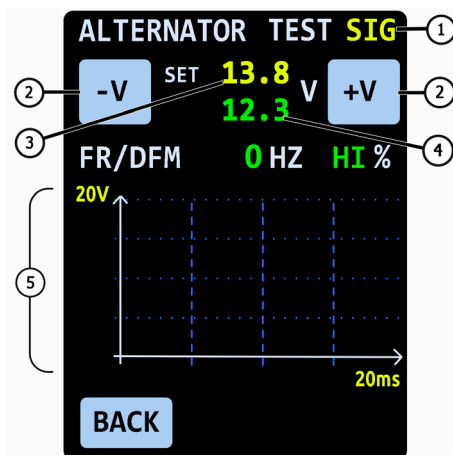 ALTERNATOR TEST SIG 1
2 -V SET 13.8 V +V 2
3 12.3 4
FR/DFM 0 HZ HI %
20V
5
20ms
BACK